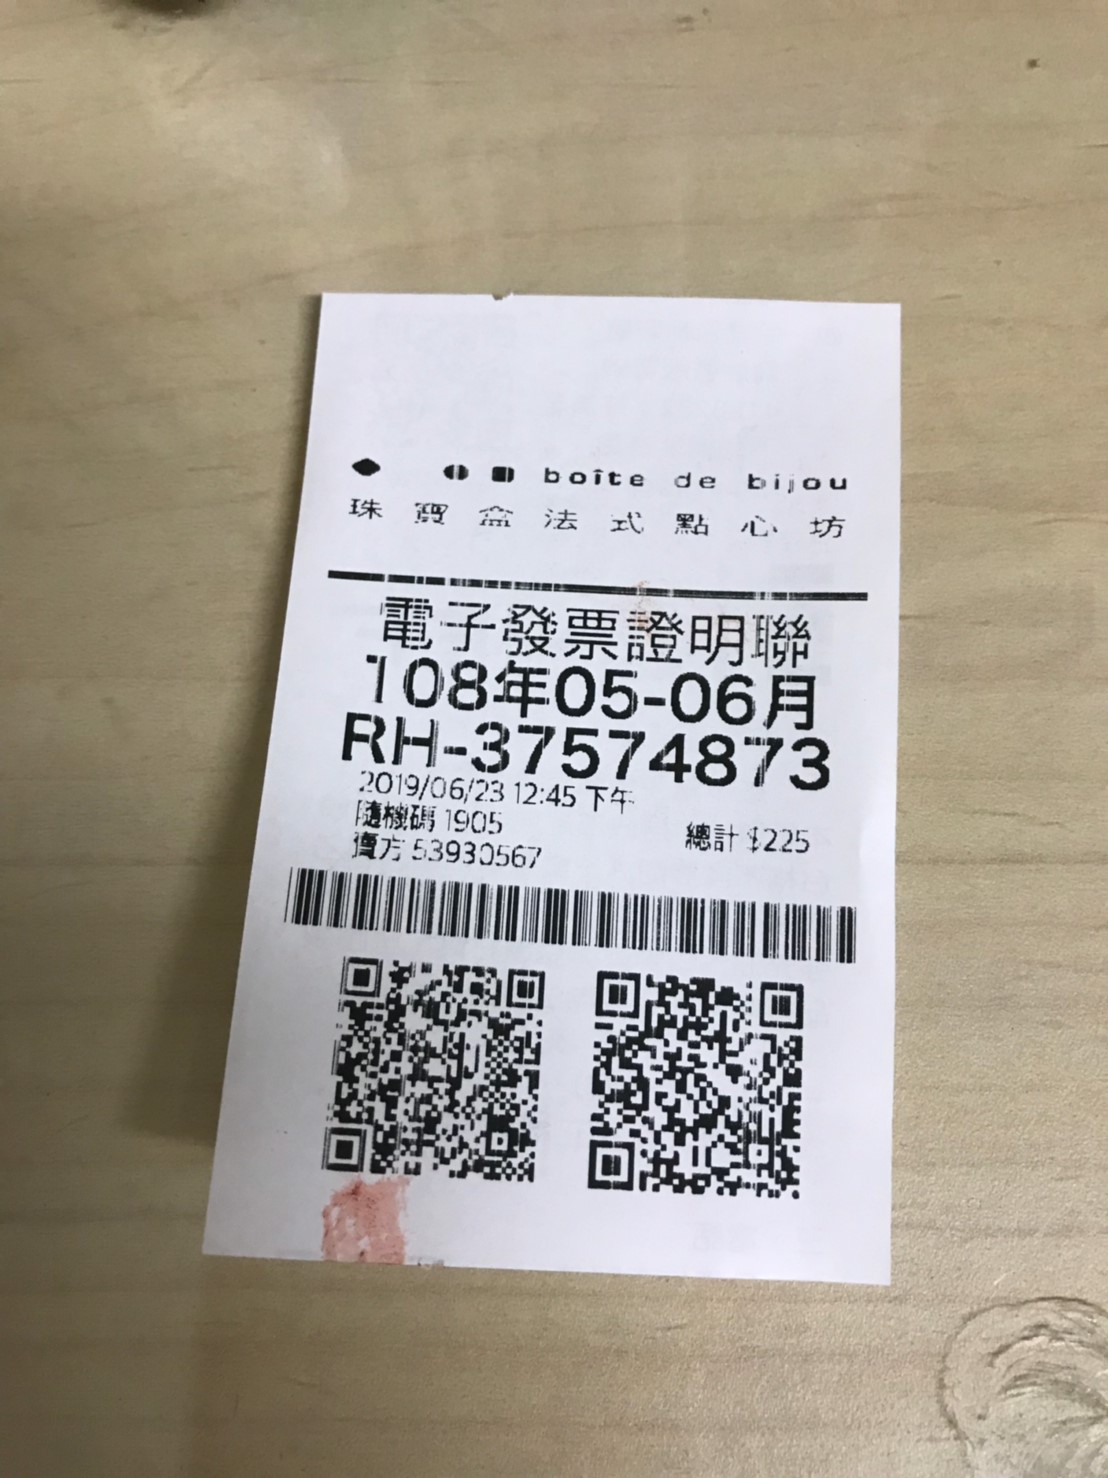 boîte de bijou
珠寶盒法式點心坊
電子發票證明聯
108年05-06月
RH-37574873
2019/06/23 12:45 下午
隨機碼 1905 總計 $225
賣方 53930567